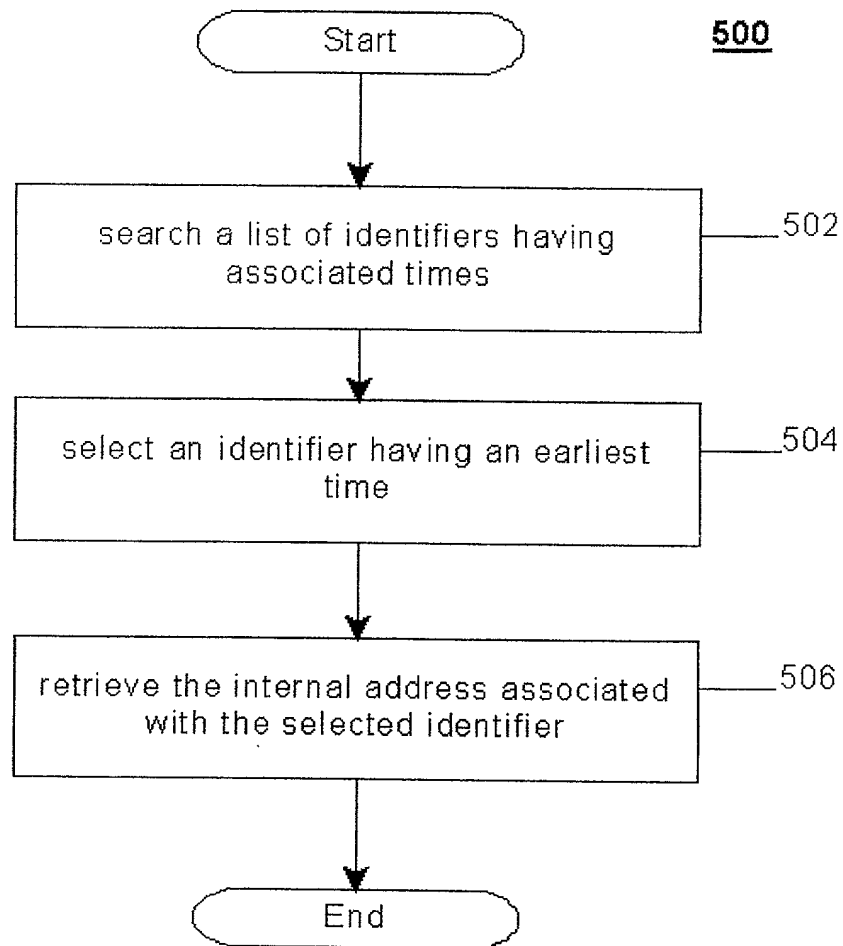 Start
500
search a list of identifiers having
associated times
502
select an identifier having an earliest
time
504
retrieve the internal address associated
with the selected identifier
506
End